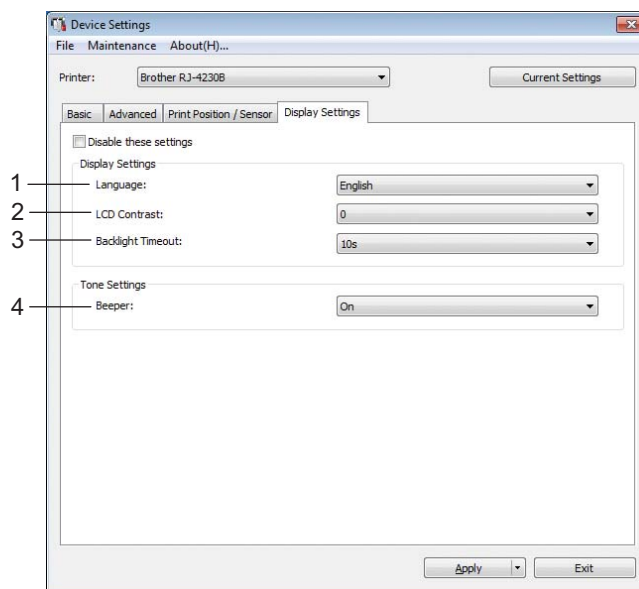 Device Settings
File Maintenance About(H)...
Printer: Brother RJ-4230B Current Settings
Basic Advanced Print Position / Sensor Display Settings
Disable these settings
Display Settings
1 Language: English
2 LCD Contrast: 0
3 Backlight Timeout: 10s
Tone Settings
4 Beeper: On
Apply Exit